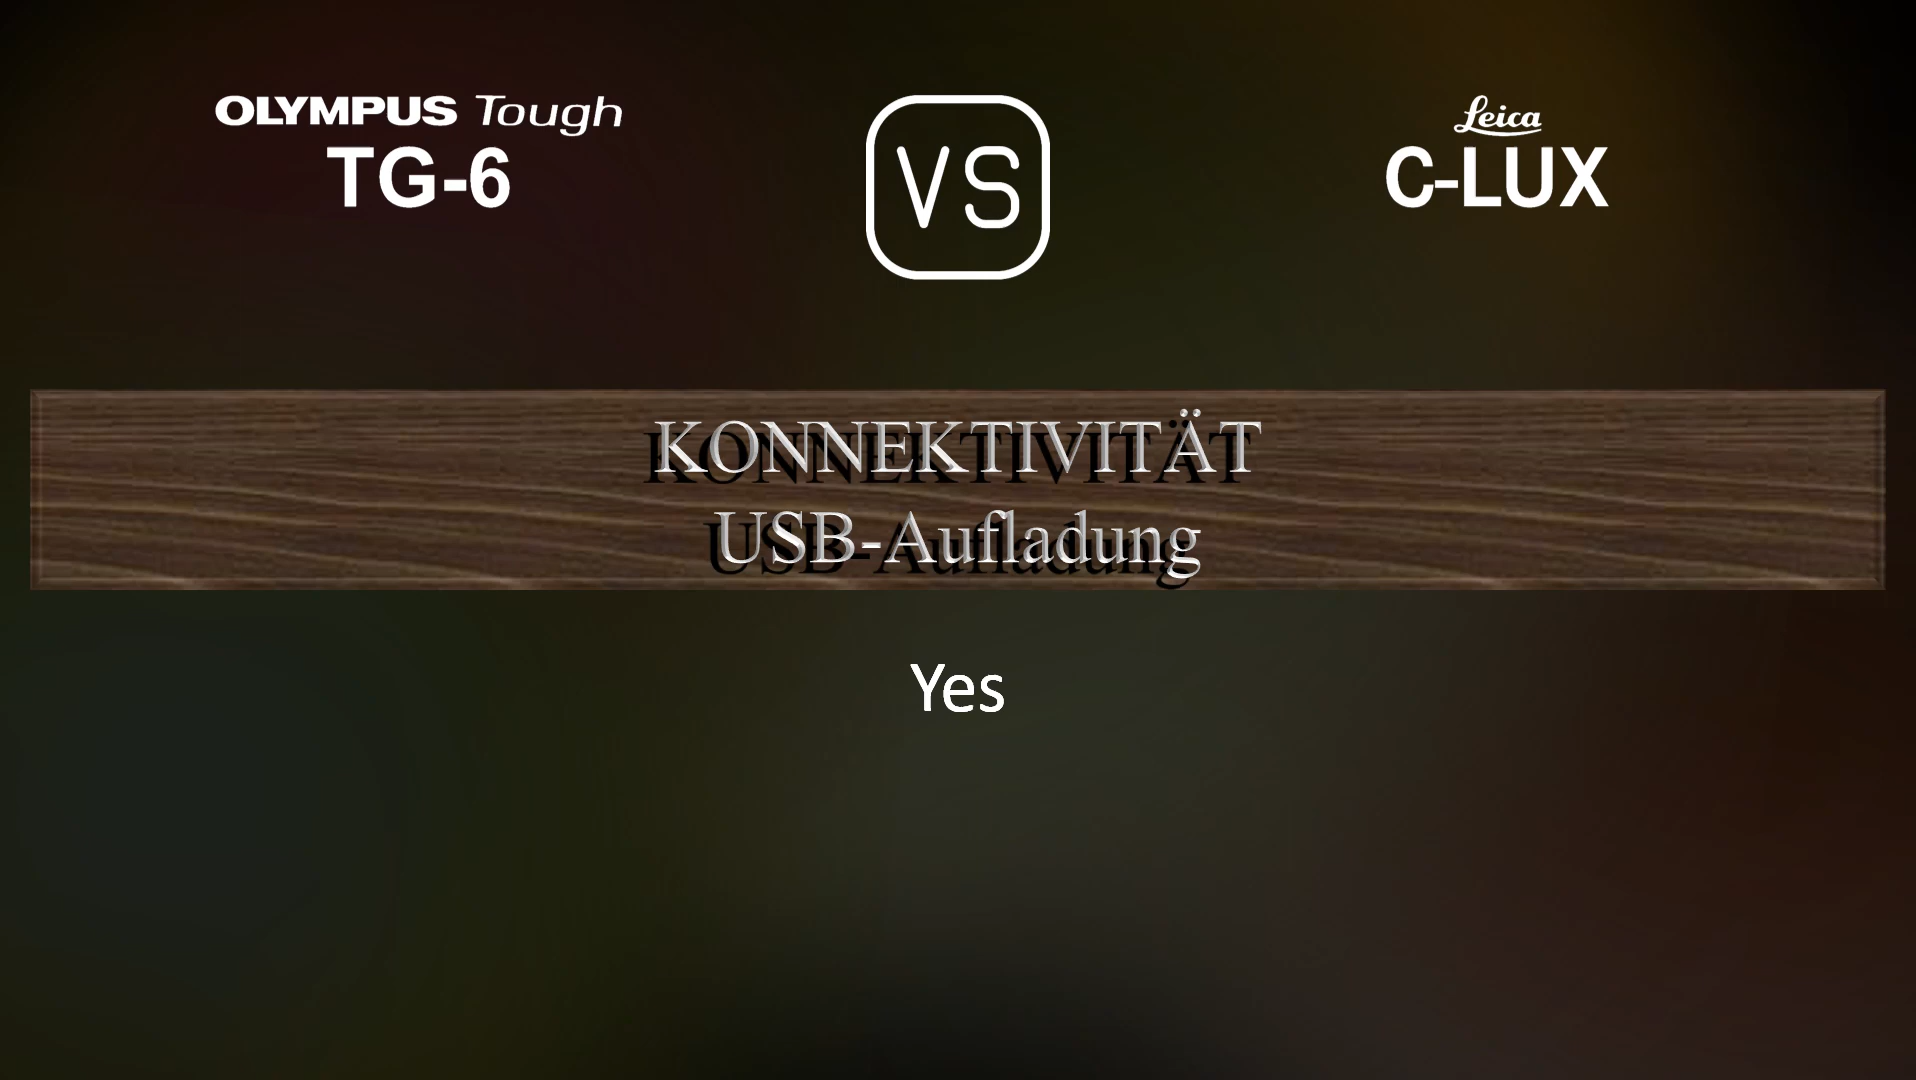 OLYMPUS Tough
TG-6
VS
Leica
C-LUX
KONNEKTIVITÄT
USB-Aufladung
Yes